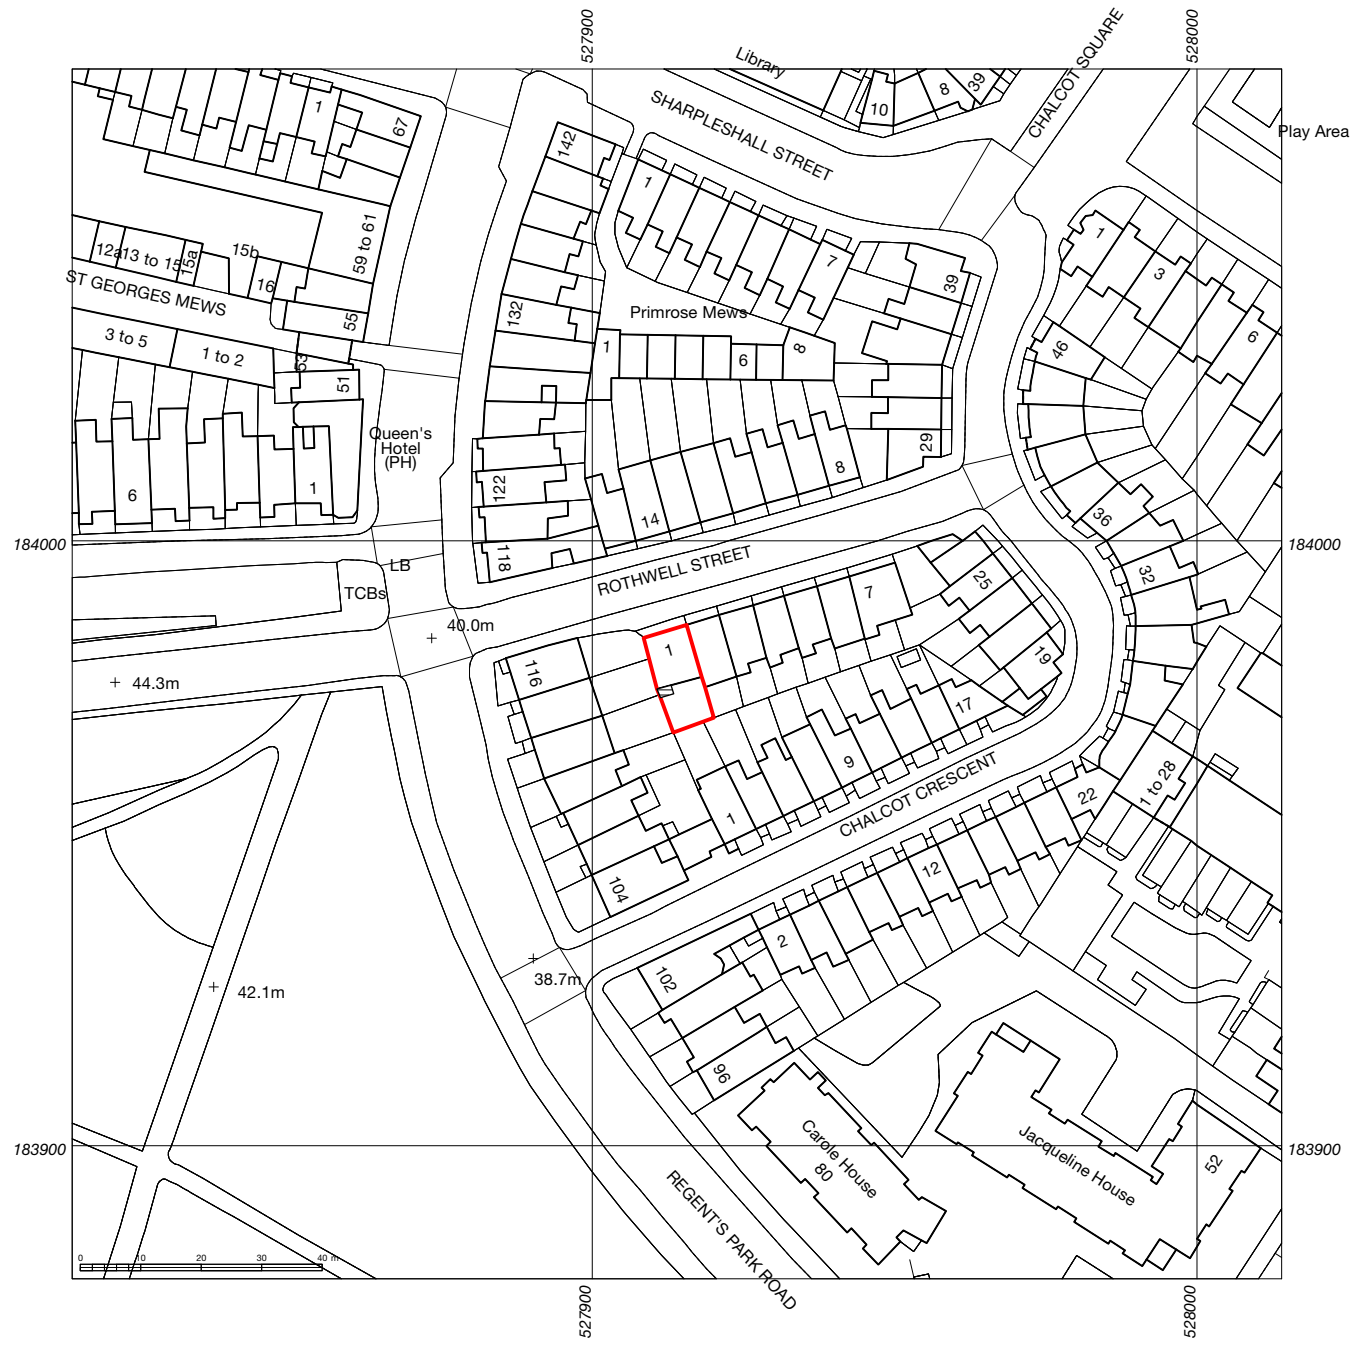 527900
528000
Library
CHALCOT SQUARE
SHARPLESHALL STREET
39
8
10
Play Area
1
67
142
1
59 to 61
12a
13 to 15
15a
15b
16
ST GEORGES MEWS
55
3 to 5
1 to 2
53
51
132
7
39
1
3
6
Primrose Mews
1
6
8
46
Queen's
Hotel
(PH)
29
8
122
14
6
1
36
184000
184000
118
ROTHWELL STREET
LB
TCBs
32
25
7
40.0m
1
19
116
44.3m
17
9
CHALCOT CRESCENT
1 to 28
22
1
12
104
2
102
38.7m
42.1m
96
183900
183900
Carole House
80
Jacqueline House
52
REGENT'S PARK ROAD
0 10 20 30 40 m
527900
528000